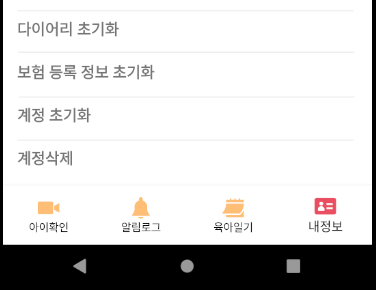 다이어리 초기화
보험 등록 정보 초기화
계정 초기화
계정삭제
아이확인 알림로그 육아일기 내정보